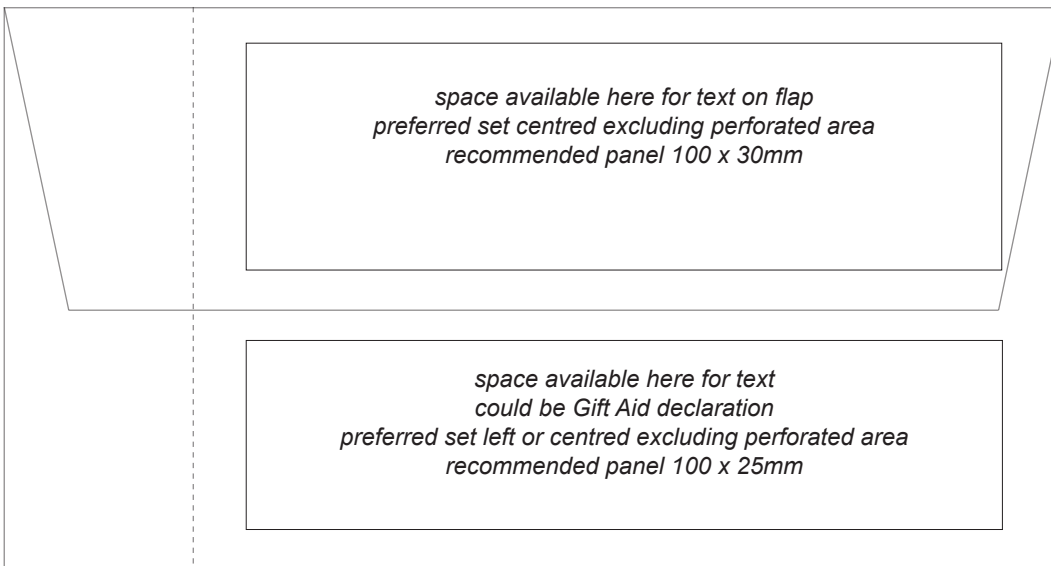 space available here for text on flap
preferred set centred excluding perforated area
recommended panel 100 x 30mm
space available here for text
could be Gift Aid declaration
preferred set left or centred excluding perforated area
recommended panel 100 x 25mm